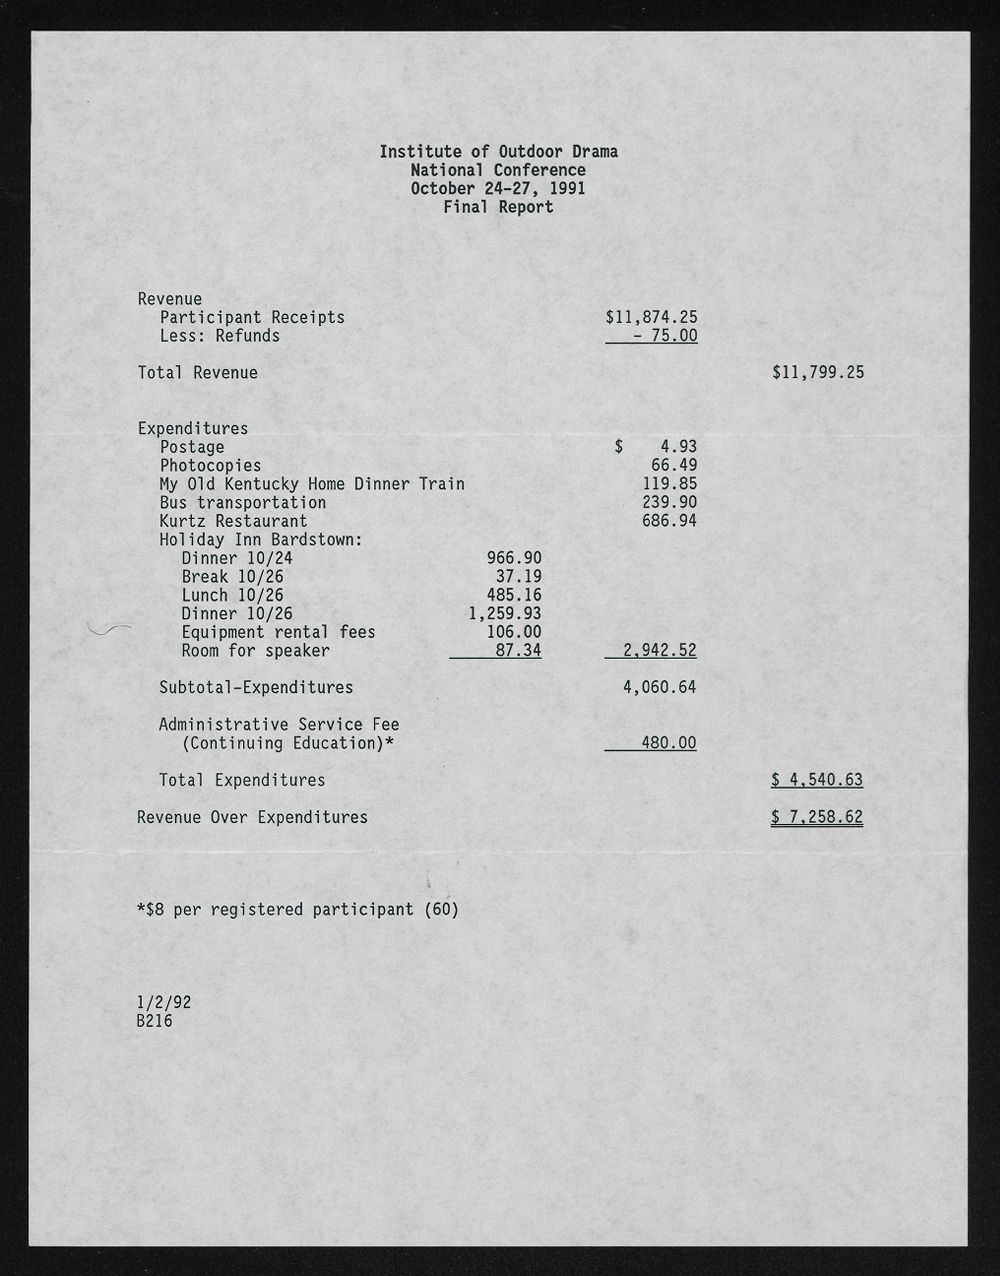 Institute of Outdoor Drama
National Conference
October 24-27, 1991
Final Report
Revenue
Participant Receipts $11,874.25
Less: Refunds - 75.00
Total Revenue $11,799.25
Expenditures
Postage $ 4.93
Photocopies 66.49
My Old Kentucky Home Dinner Train 119.85
Bus transportation 239.90
Kurtz Restaurant 686.94
Holiday Inn Bardstown:
Dinner 10/24 966.90
Break 10/26 37.19
Lunch 10/26 485.16
Dinner 10/26 1,259.93
Equipment rental fees 106.00
Room for speaker 87.34 2,942.52
Subtotal-Expenditures 4,060.64
Administrative Service Fee
(Continuing Education)* 480.00
Total Expenditures $ 4,540.63
Revenue Over Expenditures $ 7,258.62
*$8 per registered participant (60)
1/2/92
B216